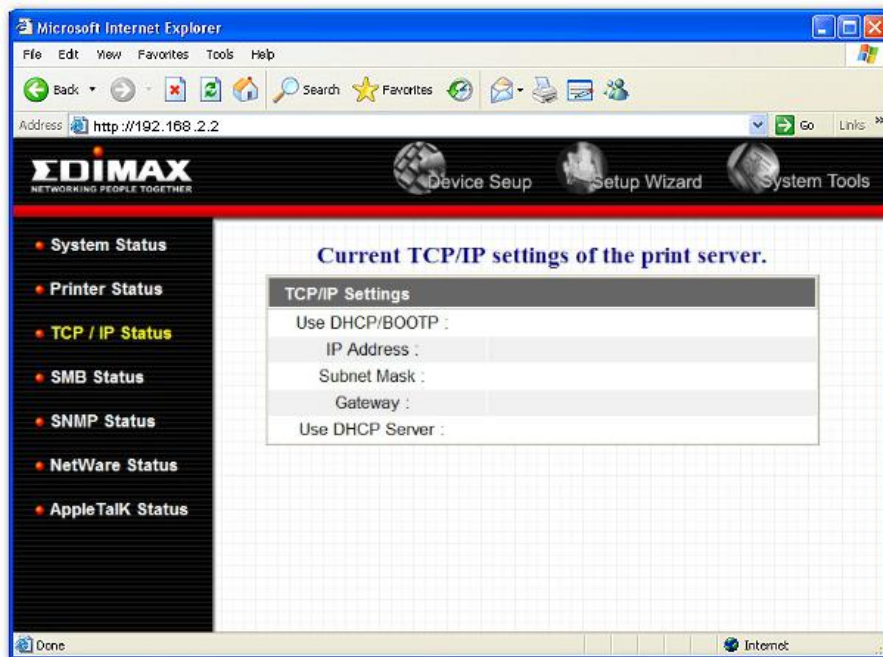 Microsoft Internet Explorer
File Edit View Favorites Tools Help
Back Search Favorites
Address http://192.168.2.2 Go Links »
EDiMAX
NETWORKING PEOPLE TOGETHER
Device Seup Setup Wizard System Tools
System Status
Printer Status
TCP / IP Status
SMB Status
SNMP Status
NetWare Status
AppleTalK Status
Current TCP/IP settings of the print server.
TCP/IP Settings
Use DHCP/BOOTP :
IP Address :
Subnet Mask :
Gateway :
Use DHCP Server :
Done Internet